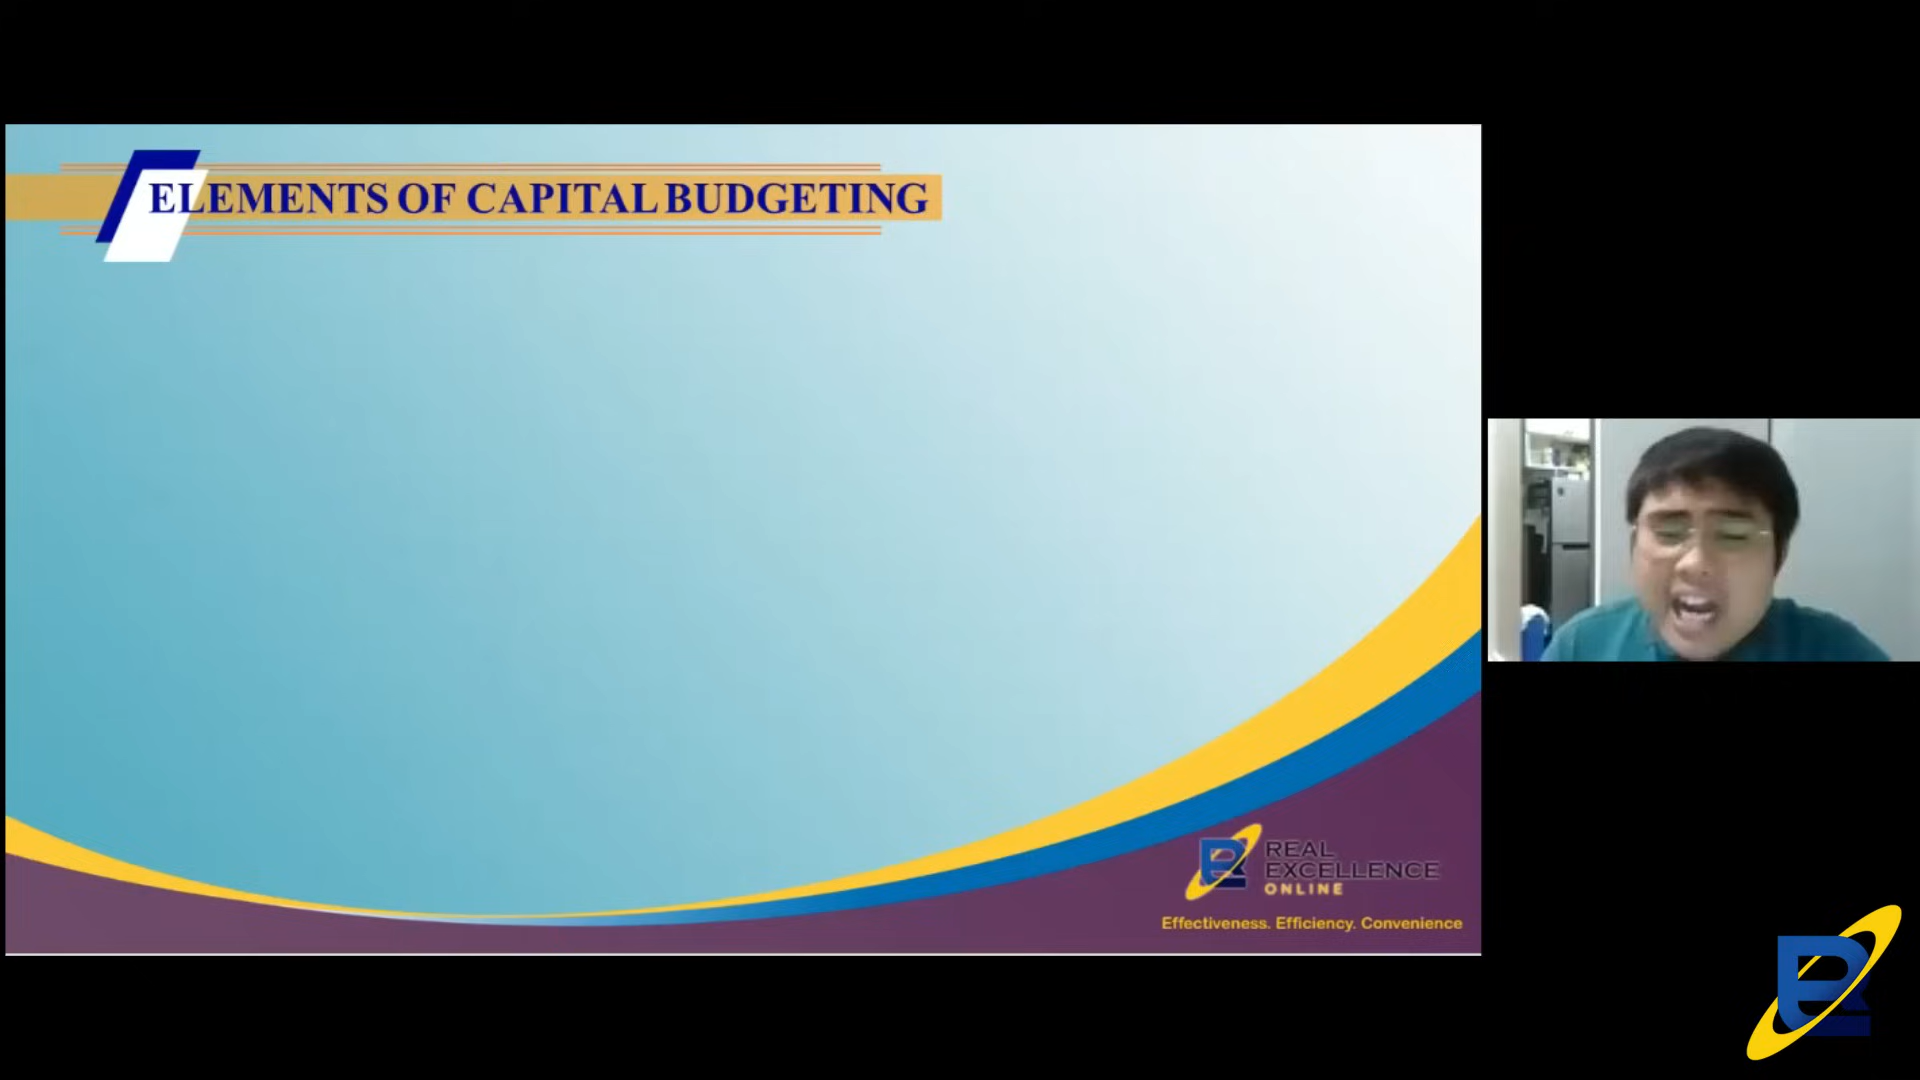 ELEMENTS OF CAPITAL BUDGETING
REAL
EXCELLENCE
ONLINE
Effectiveness. Efficiency. Convenience